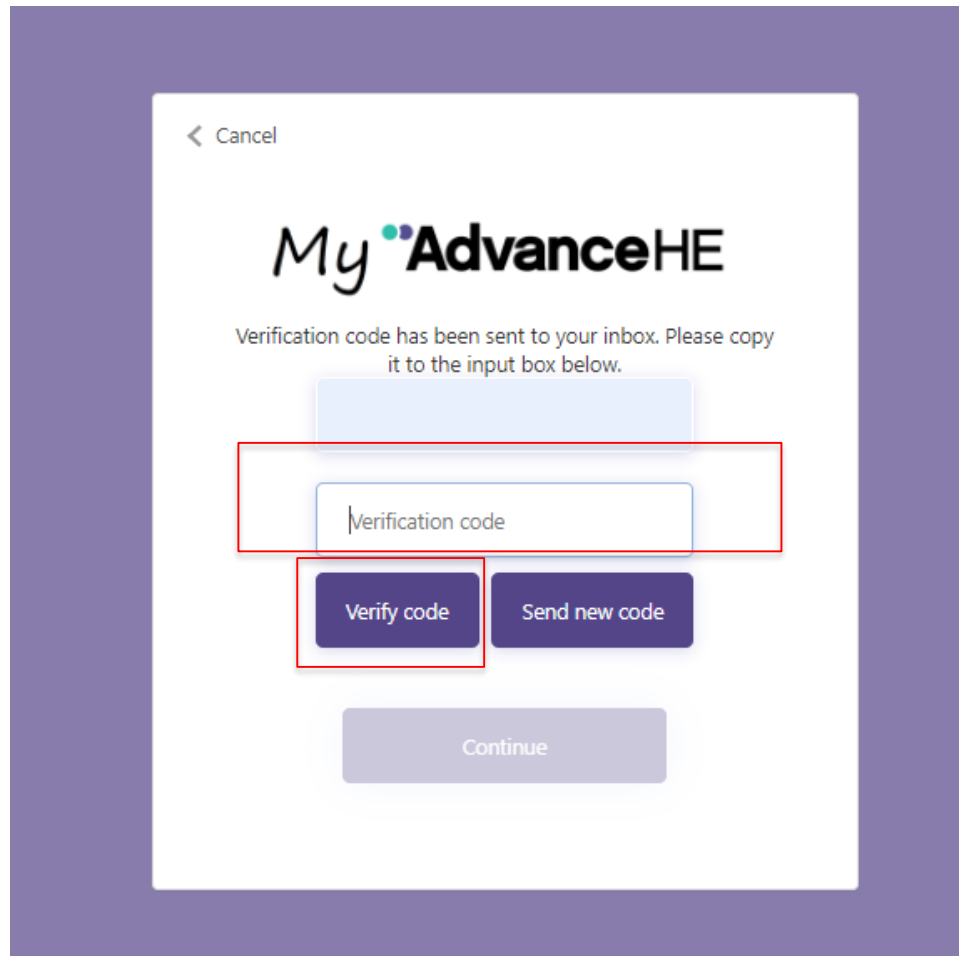 Cancel
My AdvanceHE
Verification code has been sent to your inbox. Please copy
it to the input box below.
Verification code
Verify code
Send new code
Continue